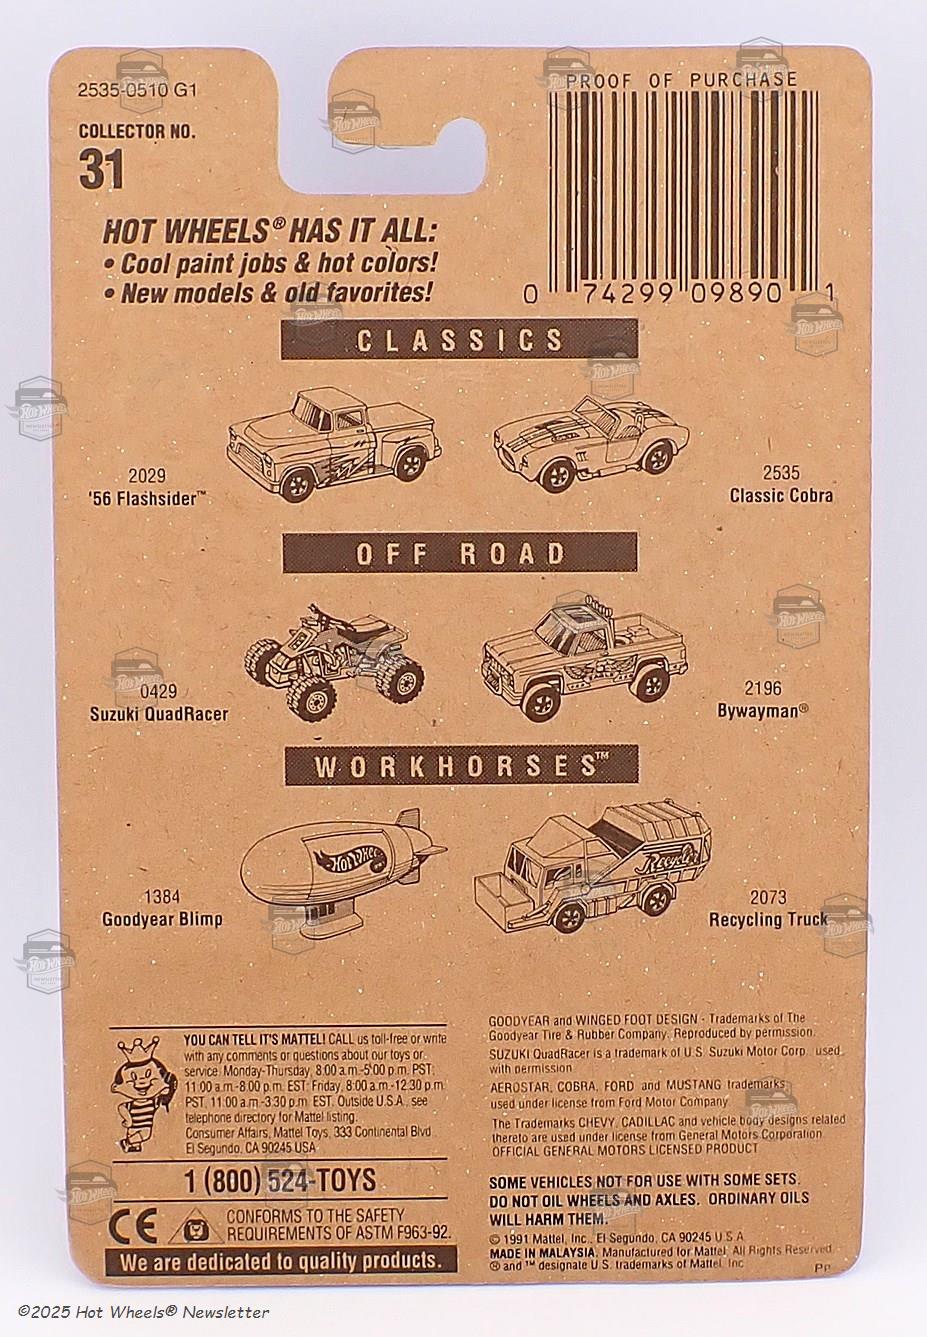 2535-0510 G1
COLLECTOR NO.
31
PROOF OF PURCHASE
0 74299 09890 1
HOT WHEELS® HAS IT ALL:
• Cool paint jobs & hot colors!
• New models & old favorites!
CLASSICS
2029
'56 Flashsider™
2535
Classic Cobra
OFF ROAD
0429
Suzuki QuadRacer
2196
Bywayman®
WORKHORSES™
Hot Wheels
Recycler
1384
Goodyear Blimp
2073
Recycling Truck
YOU CAN TELL IT'S MATTEL! CALL us toll-free or write
with any comments or questions about our toys or
service. Monday-Thursday, 8:00 a.m.-5:00 p.m. PST;
11:00 a.m.-8:00 p.m. EST. Friday, 8:00 a.m.-12:30 p.m.
PST, 11:00 a.m.-3:30 p.m. EST. Outside U.S.A., see
telephone directory for Mattel listing.
Consumer Affairs, Mattel Toys, 333 Continental Blvd.,
El Segundo, CA 90245 USA
1 (800) 524-TOYS
CE
CONFORMS TO THE SAFETY
REQUIREMENTS OF ASTM F963-92.
We are dedicated to quality products.
GOODYEAR and WINGED FOOT DESIGN - Trademarks of The
Goodyear Tire & Rubber Company. Reproduced by permission.
SUZUKI QuadRacer is a trademark of U.S. Suzuki Motor Corp. used
with permission
AEROSTAR, COBRA, FORD and MUSTANG trademarks
used under license from Ford Motor Company
The Trademarks CHEVY, CADILLAC and vehicle body designs related
thereto are used under license from General Motors Corporation.
OFFICIAL GENERAL MOTORS LICENSED PRODUCT
SOME VEHICLES NOT FOR USE WITH SOME SETS.
DO NOT OIL WHEELS AND AXLES. ORDINARY OILS
WILL HARM THEM.
© 1991 Mattel, Inc., El Segundo, CA 90245 U.S.A.
MADE IN MALAYSIA. Manufactured for Mattel. All Rights Reserved.
® and ™ designate U.S. trademarks of Mattel, Inc.
©2025 Hot Wheels® Newsletter